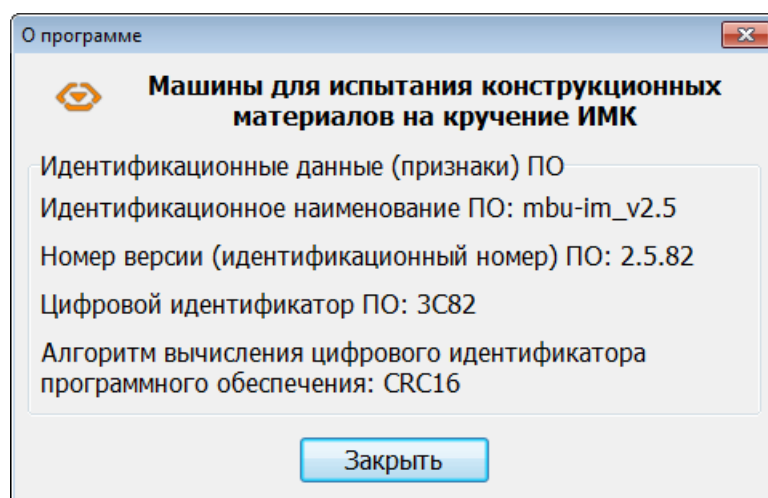 О программе
Машины для испытания конструкционных
материалов на кручение ИМК
Идентификационные данные (признаки) ПО
Идентификационное наименование ПО: mbu-im_v2.5
Номер версии (идентификационный номер) ПО: 2.5.82
Цифровой идентификатор ПО: 3C82
Алгоритм вычисления цифрового идентификатора
программного обеспечения: CRC16
Закрыть